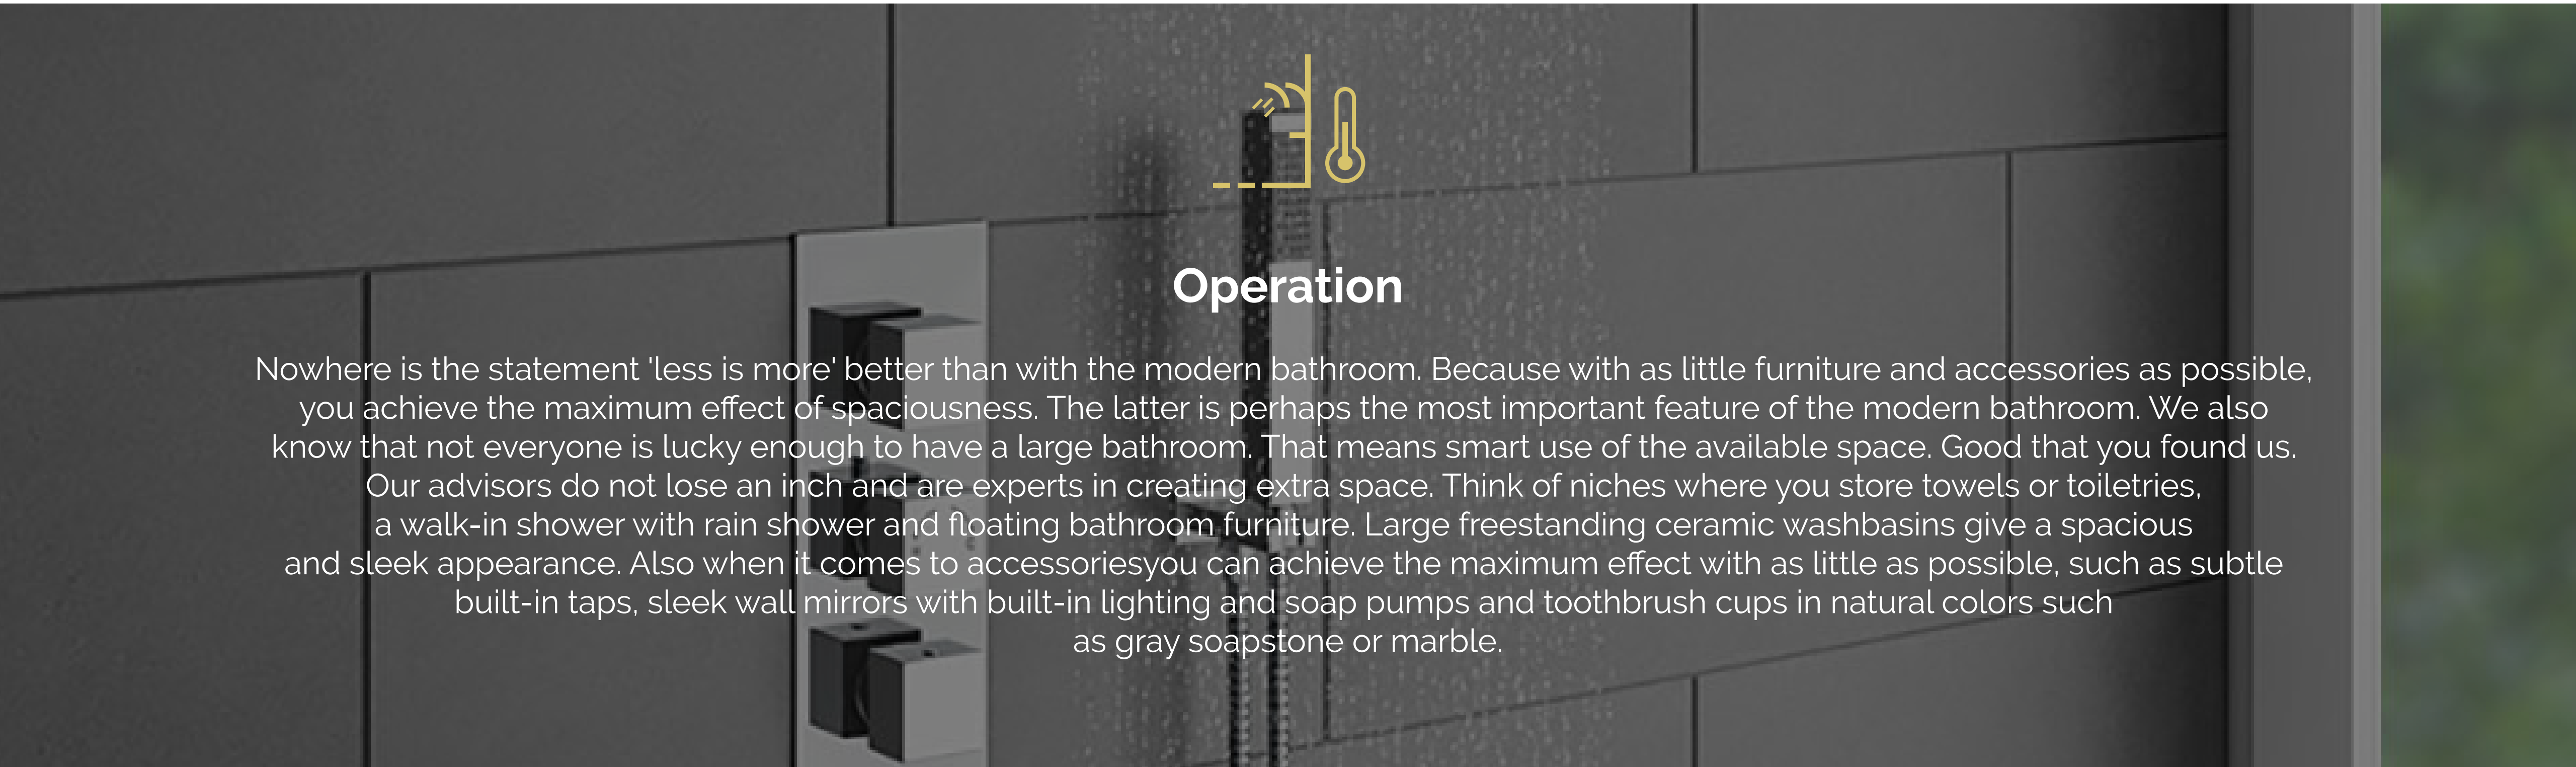 Operation
Nowhere is the statement 'less is more' better than with the modern bathroom. Because with as little furniture and accessories as possible,
you achieve the maximum effect of spaciousness. The latter is perhaps the most important feature of the modern bathroom. We also
know that not everyone is lucky enough to have a large bathroom. That means smart use of the available space. Good that you found us.
Our advisors do not lose an inch and are experts in creating extra space. Think of niches where you store towels or toiletries,
a walk-in shower with rain shower and floating bathroom furniture. Large freestanding ceramic washbasins give a spacious
and sleek appearance. Also when it comes to accessoriesyou can achieve the maximum effect with as little as possible, such as subtle
built-in taps, sleek wall mirrors with built-in lighting and soap pumps and toothbrush cups in natural colors such
as gray soapstone or marble.